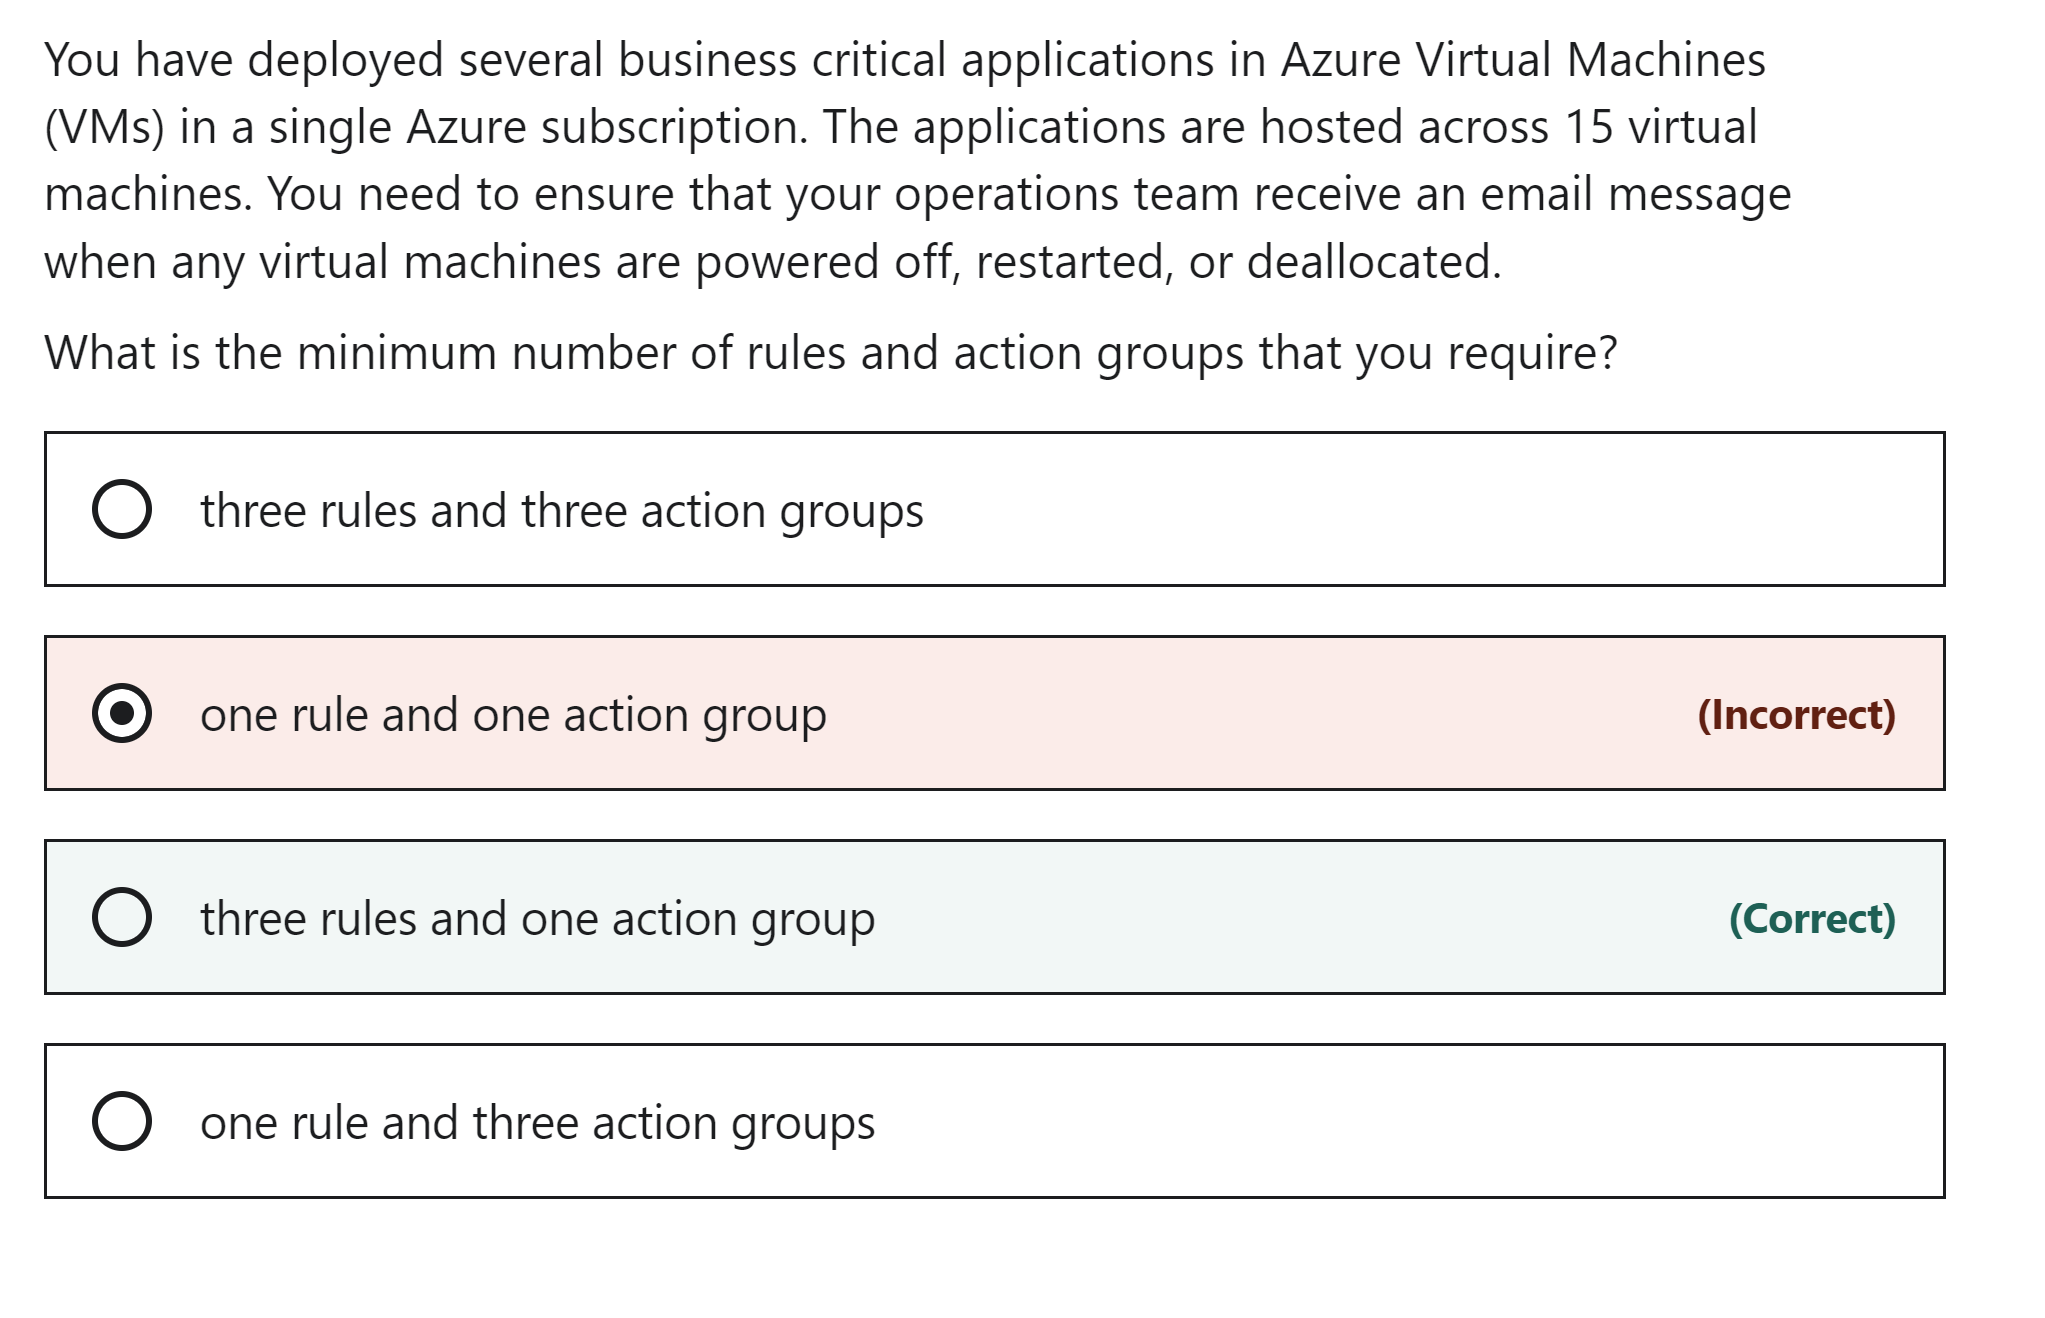 You have deployed several business critical applications in Azure Virtual Machines
(VMs) in a single Azure subscription. The applications are hosted across 15 virtual
machines. You need to ensure that your operations team receive an email message
when any virtual machines are powered off, restarted, or deallocated.
What is the minimum number of rules and action groups that you require?
three rules and three action groups
one rule and one action group (Incorrect)
three rules and one action group (Correct)
one rule and three action groups